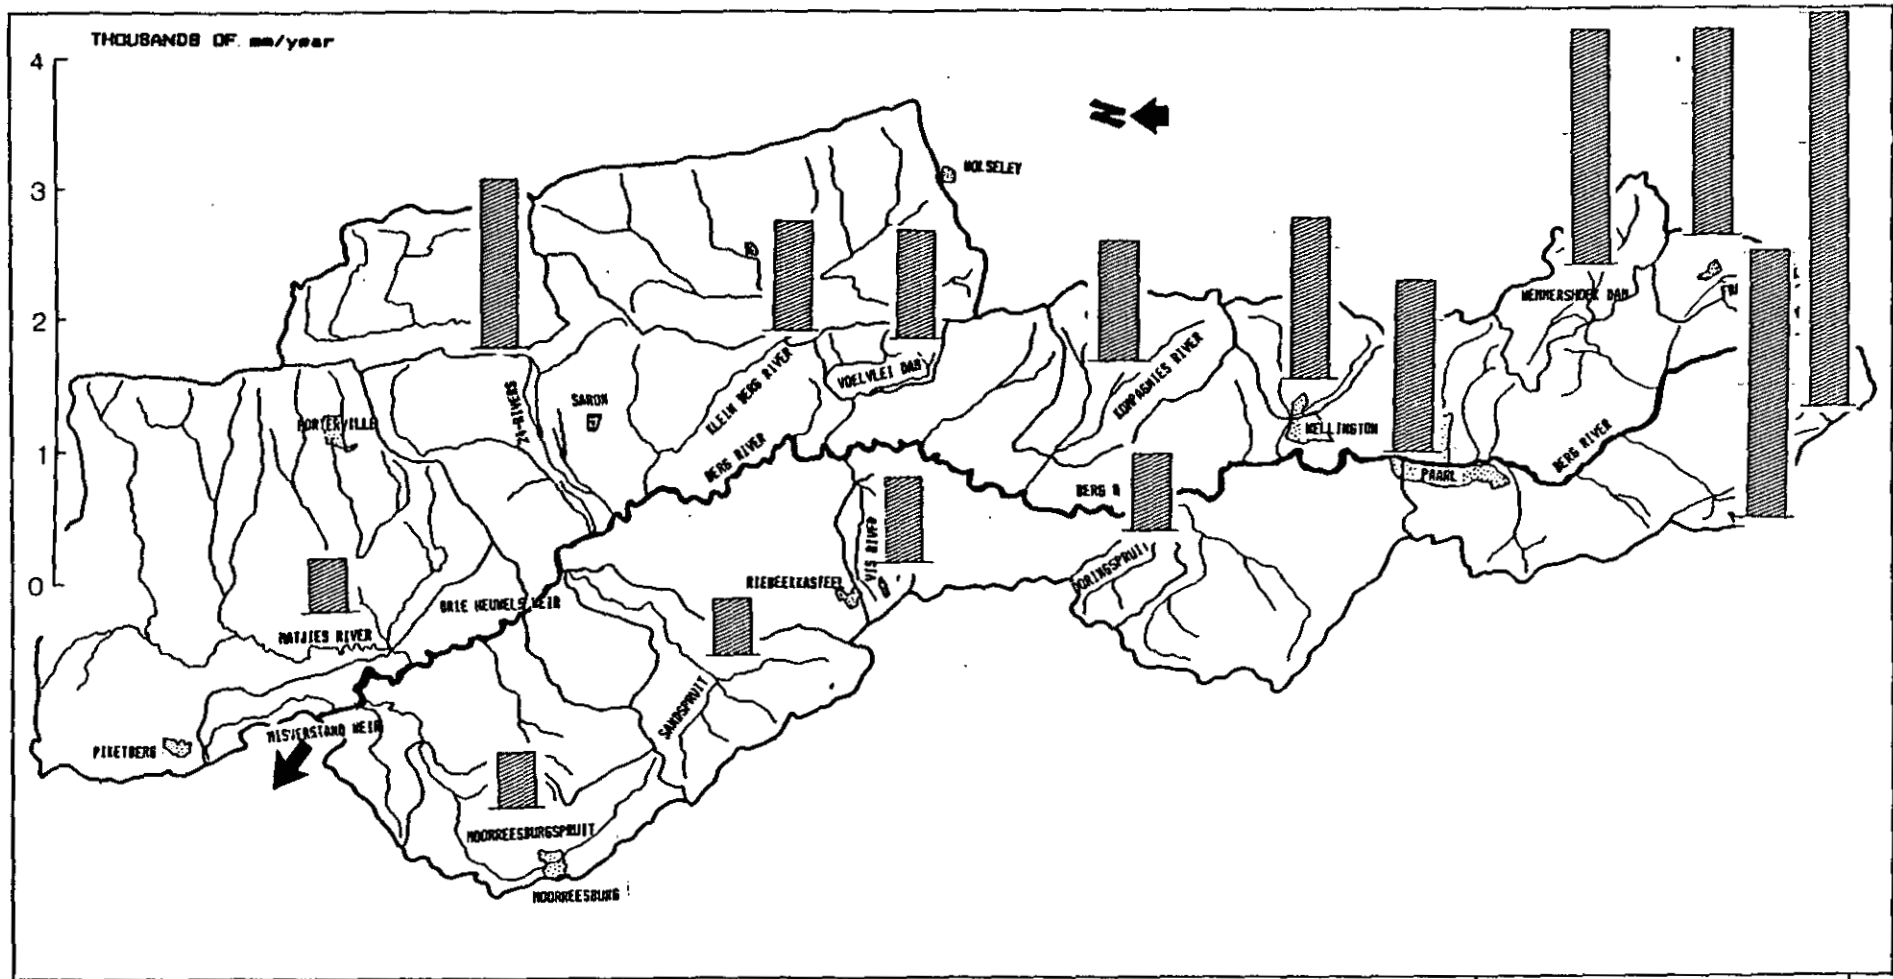 THOUSANDS OF mm/year
4
3
2
1
0
N
WOLSELEY
WEMMERSHOEK DAM
FR
PORTERVILLE
24-RIVERS
SARON
KLEIN BERG RIVER
VOELVLEI DAM
KOMPAGNIES RIVER
WELLINGTON
BERG RIVER
BERG R
PAARL
BERG RIVER
VIS RIVER
RIEBEEKKASTEEL
DORINGSPRUIT
DRIE HEUWELS WEIR
MATJIES RIVER
SANDSPRUIT
MISVERSTAND WEIR
PIKETBERG
MOORREESBURGSPRUIT
MOORREESBURG